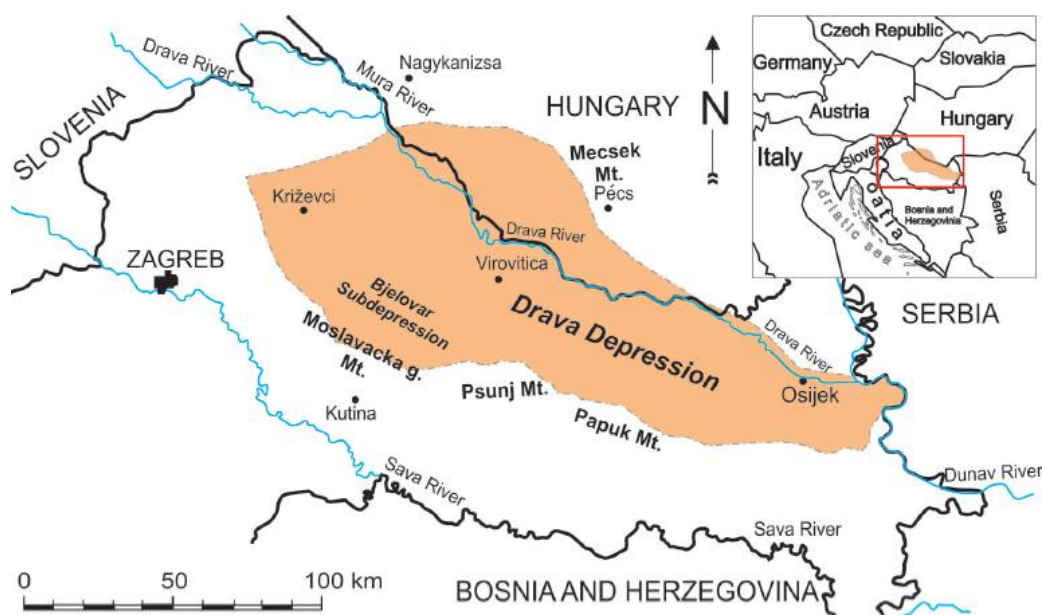 Drava River
Mura River
Nagykanizsa
HUNGARY
N
SLOVENIA
Mecsek
Mt.
Pécs
Križevci
Drava River
ZAGREB
Virovitica
Bjelovar
Subdepression
Drava Depression
Moslavacka g.
Mt.
Kutina
Psunj Mt.
Papuk Mt.
Drava River
Osijek
SERBIA
Sava River
Dunav River
Sava River
0 50 100 km
BOSNIA AND HERZEGOVINA
Czech Republic
Germany
Slovakia
Austria
Hungary
Italy
Slovenia
oatia
Bosnia and
Herzegovinia
Serbia
Adriatic sea